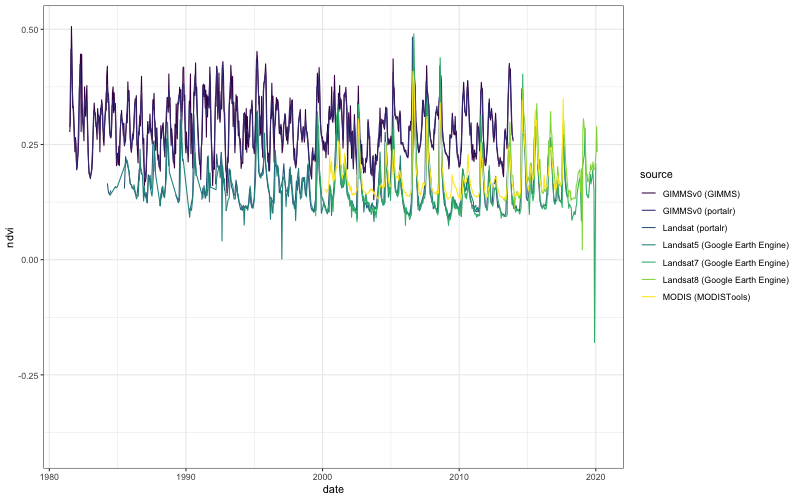 0.50
0.25
0.00
-0.25
ndvi
1980
1990
2000
2010
2020
date
source
GIMMSv0 (GIMMS)
GIMMSv0 (portalr)
Landsat (portalr)
Landsat5 (Google Earth Engine)
Landsat7 (Google Earth Engine)
Landsat8 (Google Earth Engine)
MODIS (MODISTools)